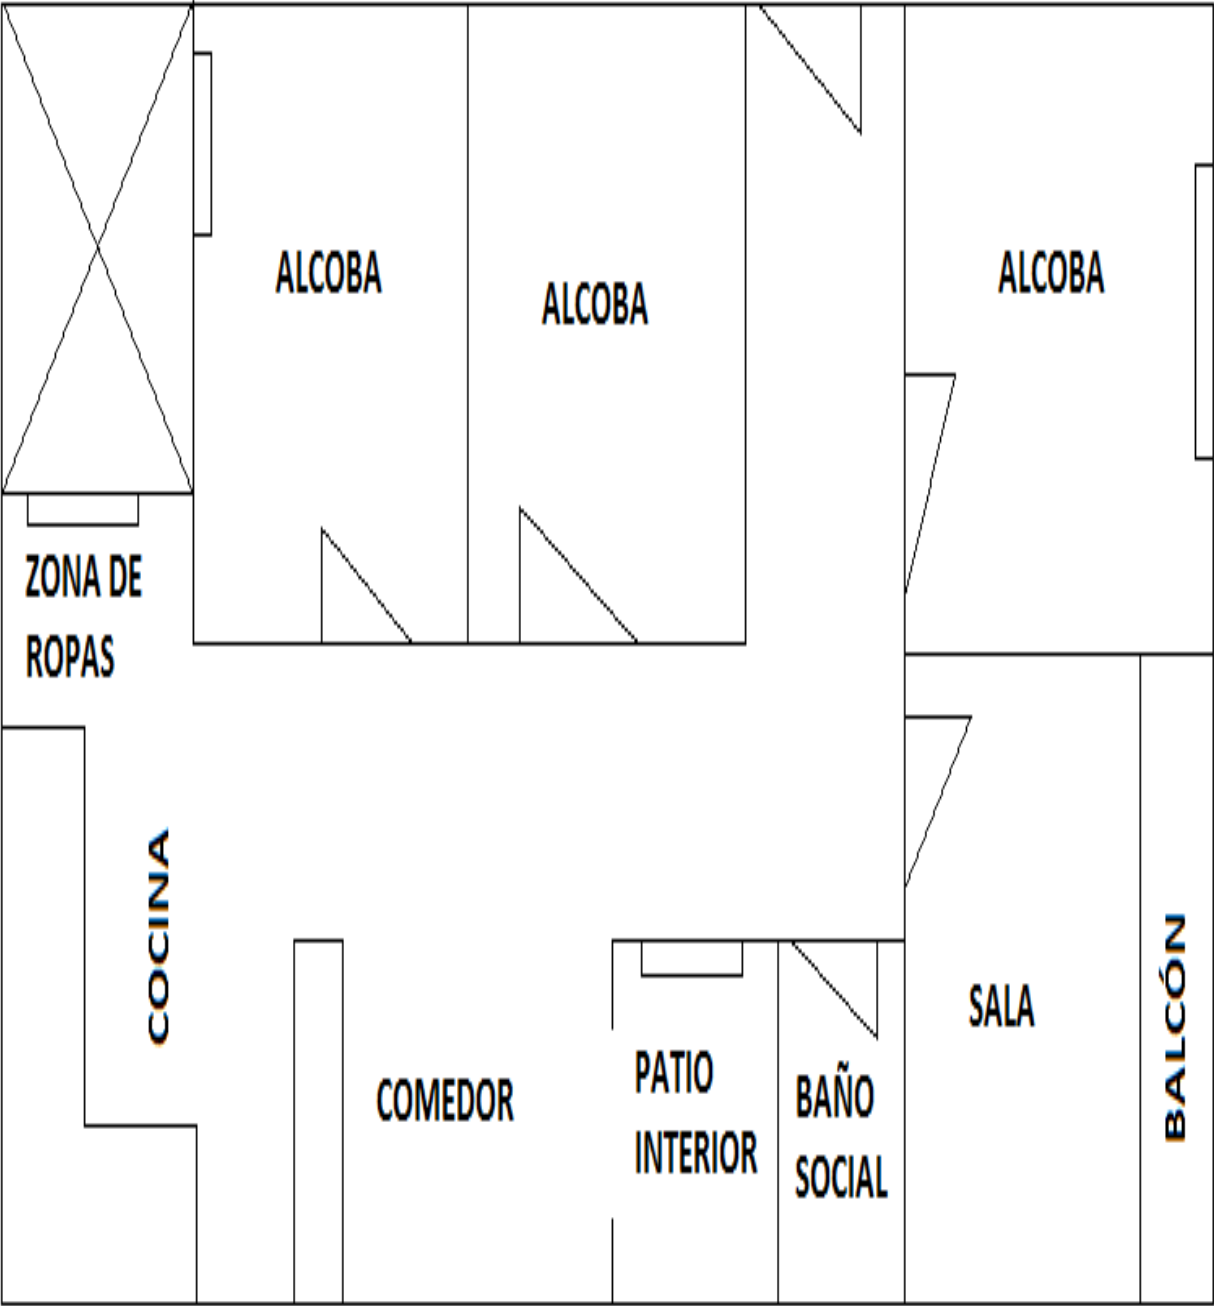 ALCOBA
ALCOBA
ALCOBA
ZONA DE
ROPAS
COCINA
COMEDOR
PATIO
INTERIOR
BAÑO
SOCIAL
SALA
BALCÓN